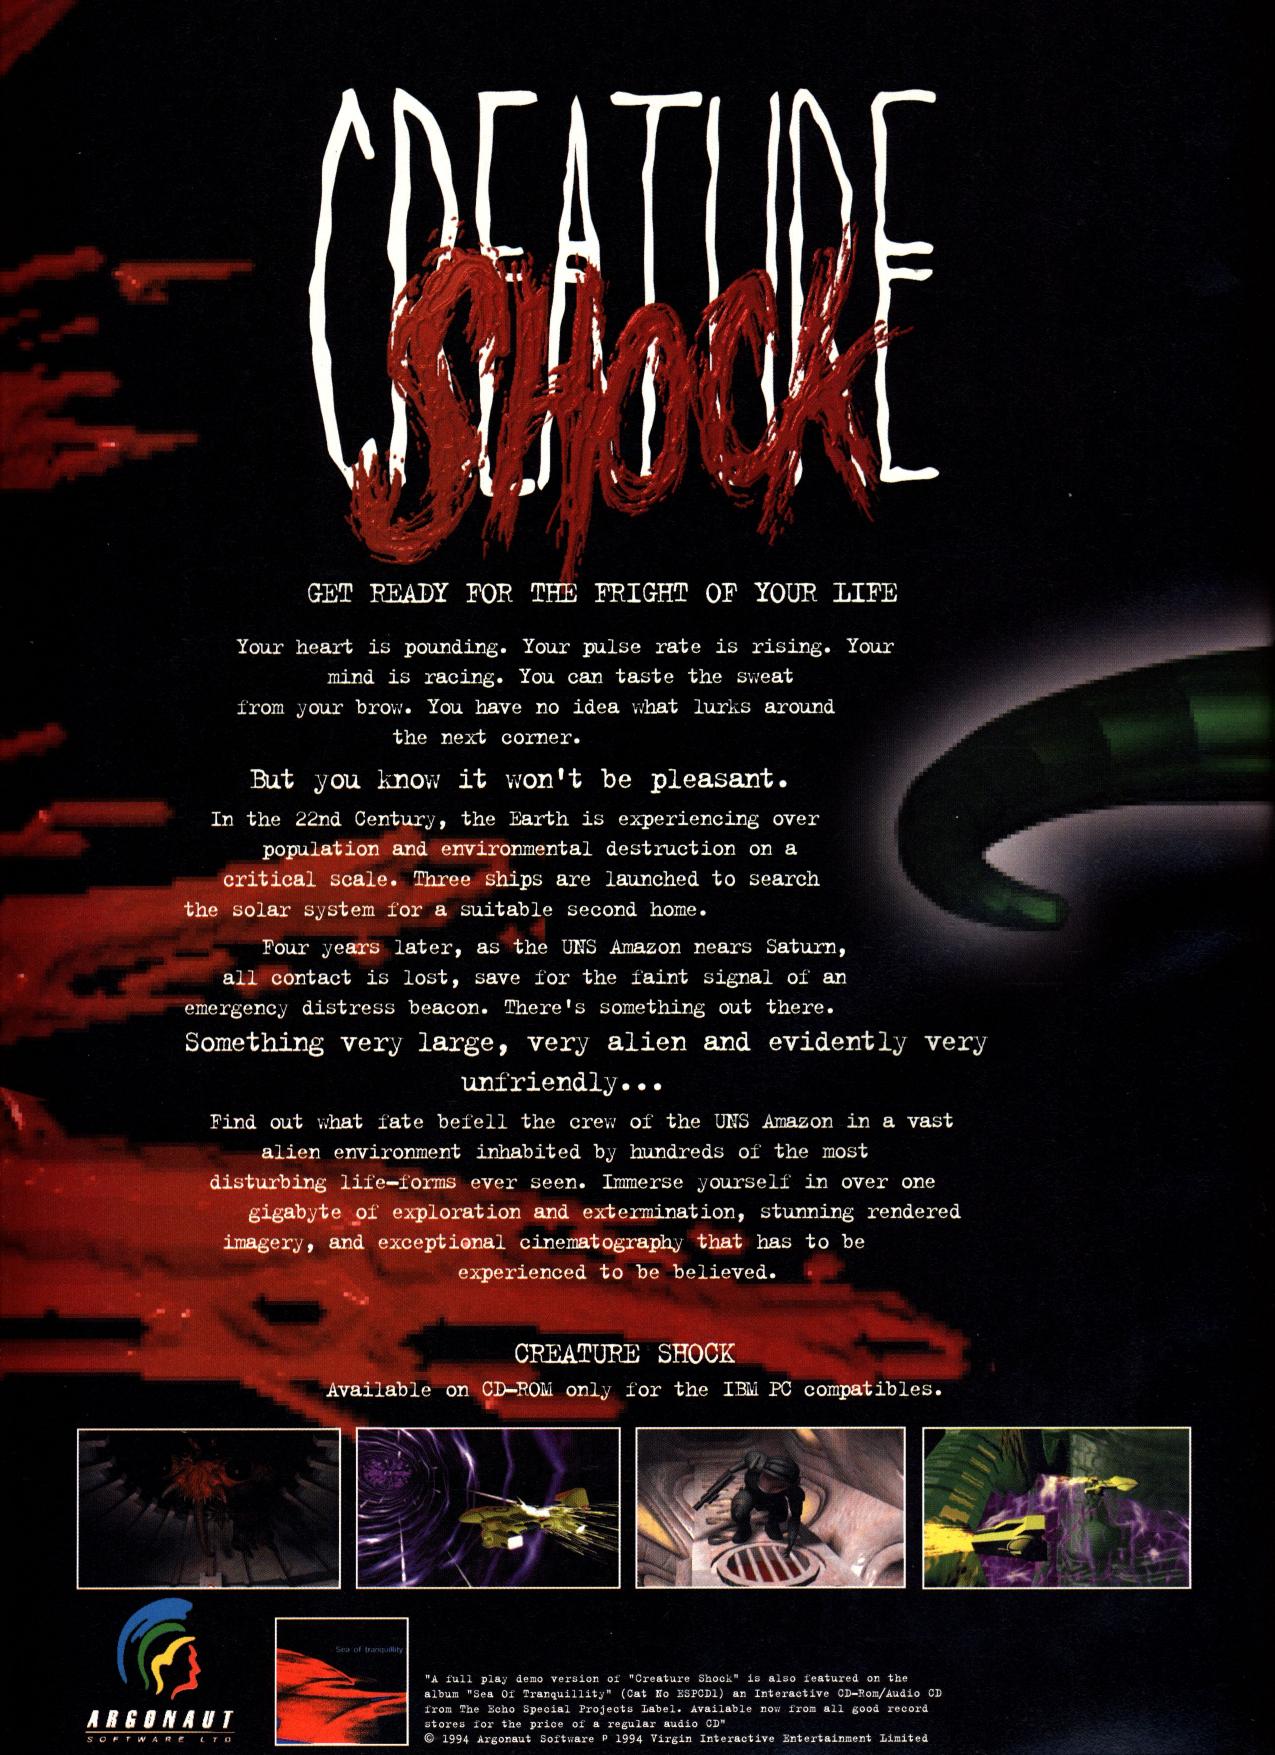 CREATURE
SHOCK
GET READY FOR THE FRIGHT OF YOUR LIFE
Your heart is pounding. Your pulse rate is rising. Your
mind is racing. You can taste the sweat
from your brow. You have no idea what lurks around
the next corner.
But you know it won't be pleasant.
In the 22nd Century, the Earth is experiencing over
population and environmental destruction on a
critical scale. Three ships are launched to search
the solar system for a suitable second home.
Four years later, as the UNS Amazon nears Saturn,
all contact is lost, save for the faint signal of an
emergency distress beacon. There's something out there.
Something very large, very alien and evidently very
unfriendly...
Find out what fate befell the crew of the UNS Amazon in a vast
alien environment inhabited by hundreds of the most
disturbing life-forms ever seen. Immerse yourself in over one
gigabyte of exploration and extermination, stunning rendered
imagery, and exceptional cinematography that has to be
experienced to be believed.
CREATURE SHOCK
Available on CD-ROM only for the IBM PC compatibles.
ARGONAUT
SOFTWARE LTD
Sea of tranquillity
"A full play demo version of "Creature Shock" is also featured on the
album "Sea Of Tranquillity" (Cat No ESPCD1) an Interactive CD-Rom/Audio CD
from The Echo Special Projects Label. Available now from all good record
stores for the price of a regular audio CD"
© 1994 Argonaut Software ℗ 1994 Virgin Interactive Entertainment Limited